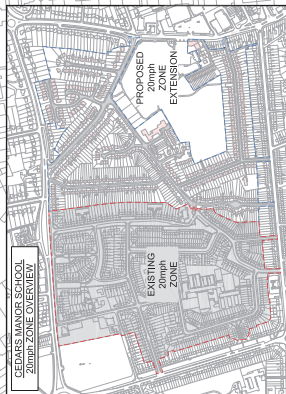 CEDARS MANOR SCHOOL
20mph ZONE OVERVIEW
EXISTING
20mph
ZONE
PROPOSED
20mph
ZONE
EXTENSION